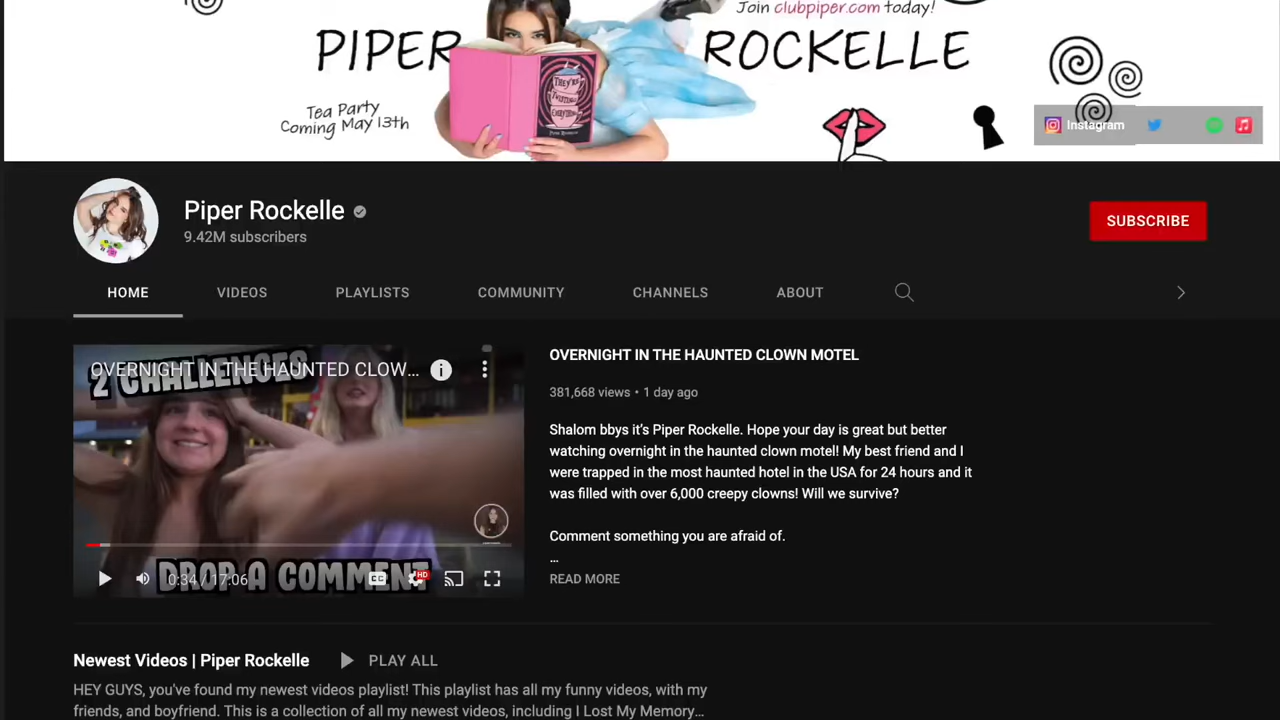 Join clubpiper.com today!
PIPER ROCKELLE
Tea Party
Coming May 13th
THEY'RE
TWISTING
EVERYTHING
Instagram
Piper Rockelle
9.42M subscribers
SUBSCRIBE
HOME VIDEOS PLAYLISTS COMMUNITY CHANNELS ABOUT
2 CHALLENGES
OVERNIGHT IN THE HAUNTED CLOW...
DROP A COMMENT
0:34 / 17:06
CC
HD
OVERNIGHT IN THE HAUNTED CLOWN MOTEL
381,668 views • 1 day ago
Shalom bbys it's Piper Rockelle. Hope your day is great but better
watching overnight in the haunted clown motel! My best friend and I
were trapped in the most haunted hotel in the USA for 24 hours and it
was filled with over 6,000 creepy clowns! Will we survive?
Comment something you are afraid of.
...
READ MORE
Newest Videos | Piper Rockelle PLAY ALL
HEY GUYS, you've found my newest videos playlist! This playlist has all my funny videos, with my
friends, and boyfriend. This is a collection of all my newest videos, including I Lost My Memory...